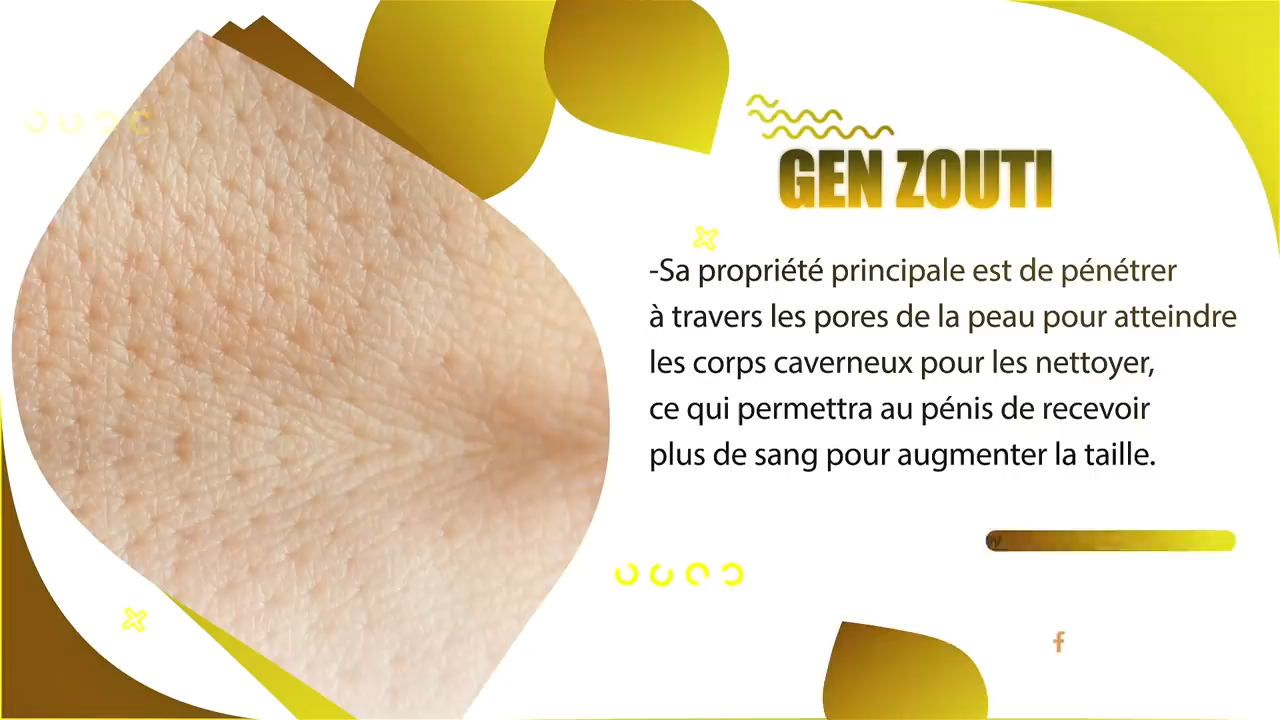 GEN ZOUTI
-Sa propriété principale est de pénétrer
à travers les pores de la peau pour atteindre
les corps caverneux pour les nettoyer,
ce qui permettra au pénis de recevoir
plus de sang pour augmenter la taille.